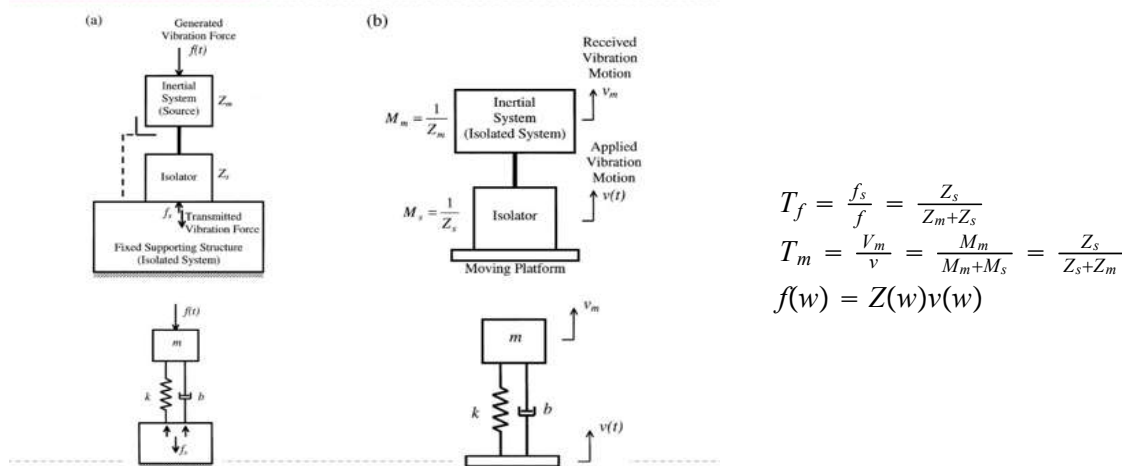 (a)
Generated
Vibration Force
f(t)
Inertial
System
(Source)
Z_m
Isolator
Z_s
f_s
Transmitted
Vibration Force
Fixed Supporting Structure
(Isolated System)
f(t)
m
k
b
f_s
(b)
Received
Vibration
Motion
v_m
M_m = 1/Z_m
Inertial
System
(Isolated System)
Applied
Vibration
Motion
v(t)
M_s = 1/Z_s
Isolator
Moving Platform
v_m
m
k
b
v(t)
T_f = f_s/f = Z_s/(Z_m+Z_s)
T_m = V_m/v = M_m/(M_m+M_s) = Z_s/(Z_s+Z_m)
f(w) = Z(w)v(w)